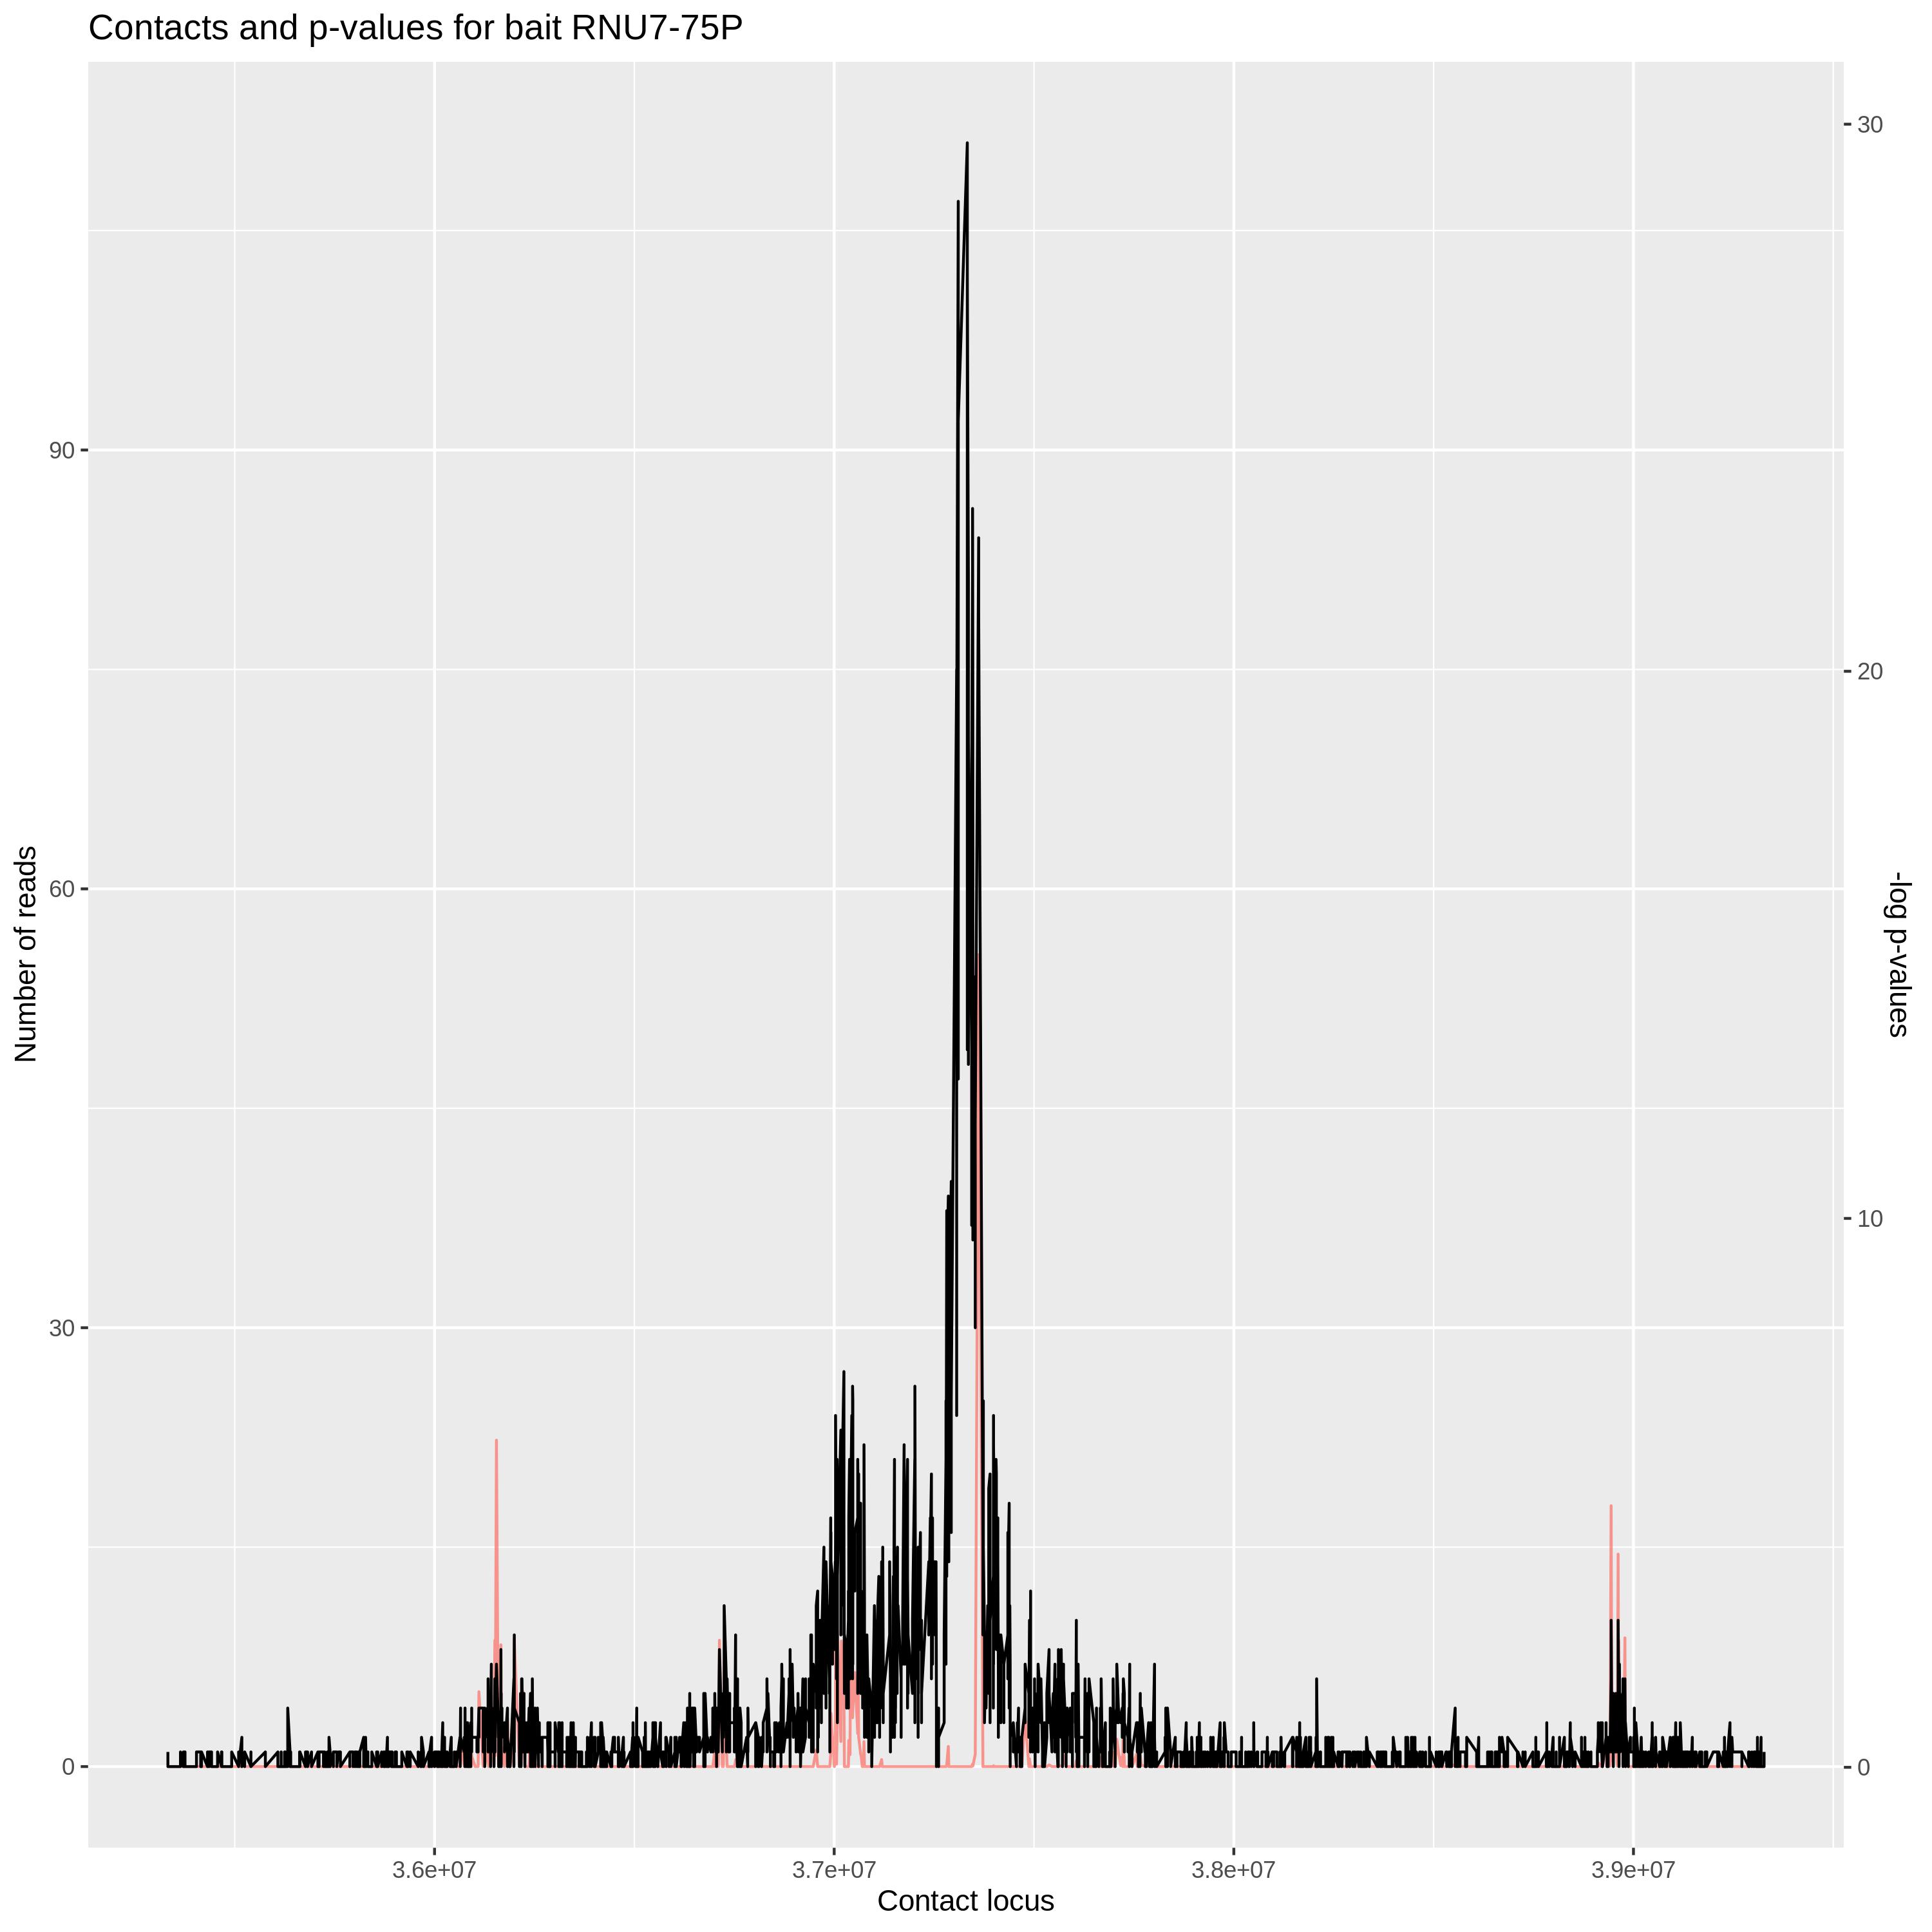 Contacts and p-values for bait RNU7-75P
30
90
20
60
Number of reads
-log p-values
10
30
0
0
3.6e+07
3.7e+07
3.8e+07
3.9e+07
Contact locus